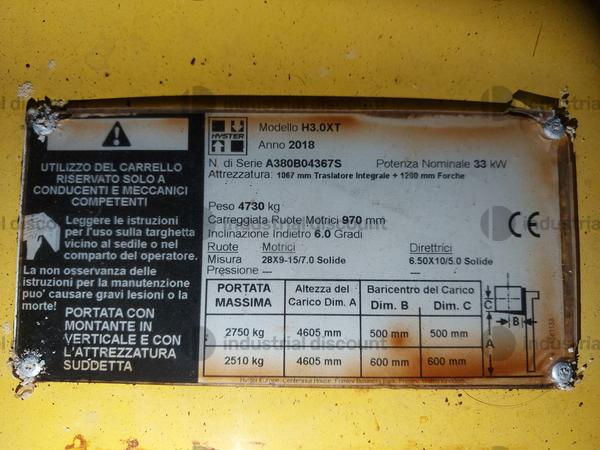 UTILIZZO DEL CARRELLO
RISERVATO SOLO A
CONDUCENTI E MECCANICI
COMPETENTI
Leggere le istruzioni
per l'uso sulla targhetta
vicino al sedile o nel
comparto del operatore.
La non osservanza delle
istruzioni per la manutenzione
puo' causare gravi lesioni o la
morte!
PORTATA CON
MONTANTE IN
VERTICALE E CON
L'ATTREZZATURA
SUDDETTA
HYSTER
Modello H3.0XT
Anno 2018
N. di Serie A380B04367S Potenza Nominale 33 kW
Attrezzatura: 1067 mm Traslatore Integrale + 1200 mm Forche
Peso 4730 kg
Carreggiata Ruote Motrici 970 mm
Inclinazione Indietro 6.0 Gradi
CE
Ruote Motrici Direttrici
Misura 28X9-15/7.0 Solide 6.50X10/5.0 Solide
Pressione --- ---
PORTATA MASSIMA Altezza del Carico Dim. A Baricentro del Carico Dim. B Dim. C
2750 kg 4605 mm 500 mm 500 mm
2510 kg 4605 mm 600 mm 600 mm
C
B
A
industrial discount